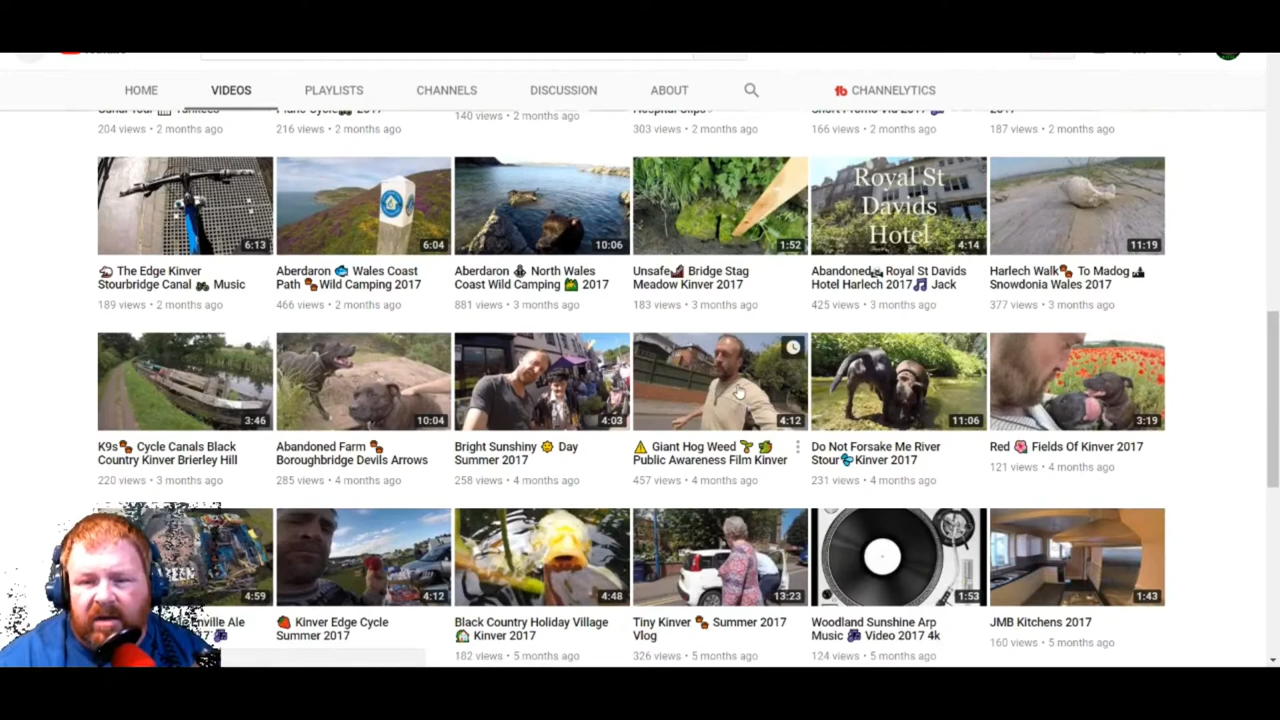 HOME VIDEOS PLAYLISTS CHANNELS DISCUSSION ABOUT CHANNELYTICS
2017
204 views • 2 months ago
216 views • 2 months ago
140 views • 2 months ago
303 views • 2 months ago
166 views • 2 months ago
187 views • 2 months ago
6:13
6:04
10:06
1:52
Royal St
Davids
Hotel
4:14
11:19
The Edge Kinver
Stourbridge Canal Music
189 views • 2 months ago
Aberdaron Wales Coast
Path Wild Camping 2017
466 views • 2 months ago
Aberdaron North Wales
Coast Wild Camping 2017
881 views • 3 months ago
Unsafe Bridge Stag
Meadow Kinver 2017
183 views • 3 months ago
Abandoned Royal St Davids
Hotel Harlech 2017 Jack
425 views • 3 months ago
Harlech Walk To Madog
Snowdonia Wales 2017
377 views • 3 months ago
3:46
10:04
4:03
4:12
11:06
3:19
K9s Cycle Canals Black
Country Kinver Brierley Hill
220 views • 3 months ago
Abandoned Farm
Boroughbridge Devils Arrows
285 views • 4 months ago
Bright Sunshiny Day
Summer 2017
258 views • 4 months ago
Giant Hog Weed
Public Awareness Film Kinver
457 views • 4 months ago
Do Not Forsake Me River
Stour Kinver 2017
231 views • 4 months ago
Red Fields Of Kinver 2017
121 views • 4 months ago
4:59
4:12
4:48
13:23
1:53
1:43
Ale
Kinver Edge Cycle
Summer 2017
Black Country Holiday Village
Kinver 2017
182 views • 5 months ago
Tiny Kinver Summer 2017
Vlog
326 views • 5 months ago
Woodland Sunshine Arp
Music Video 2017 4k
124 views • 5 months ago
JMB Kitchens 2017
160 views • 5 months ago